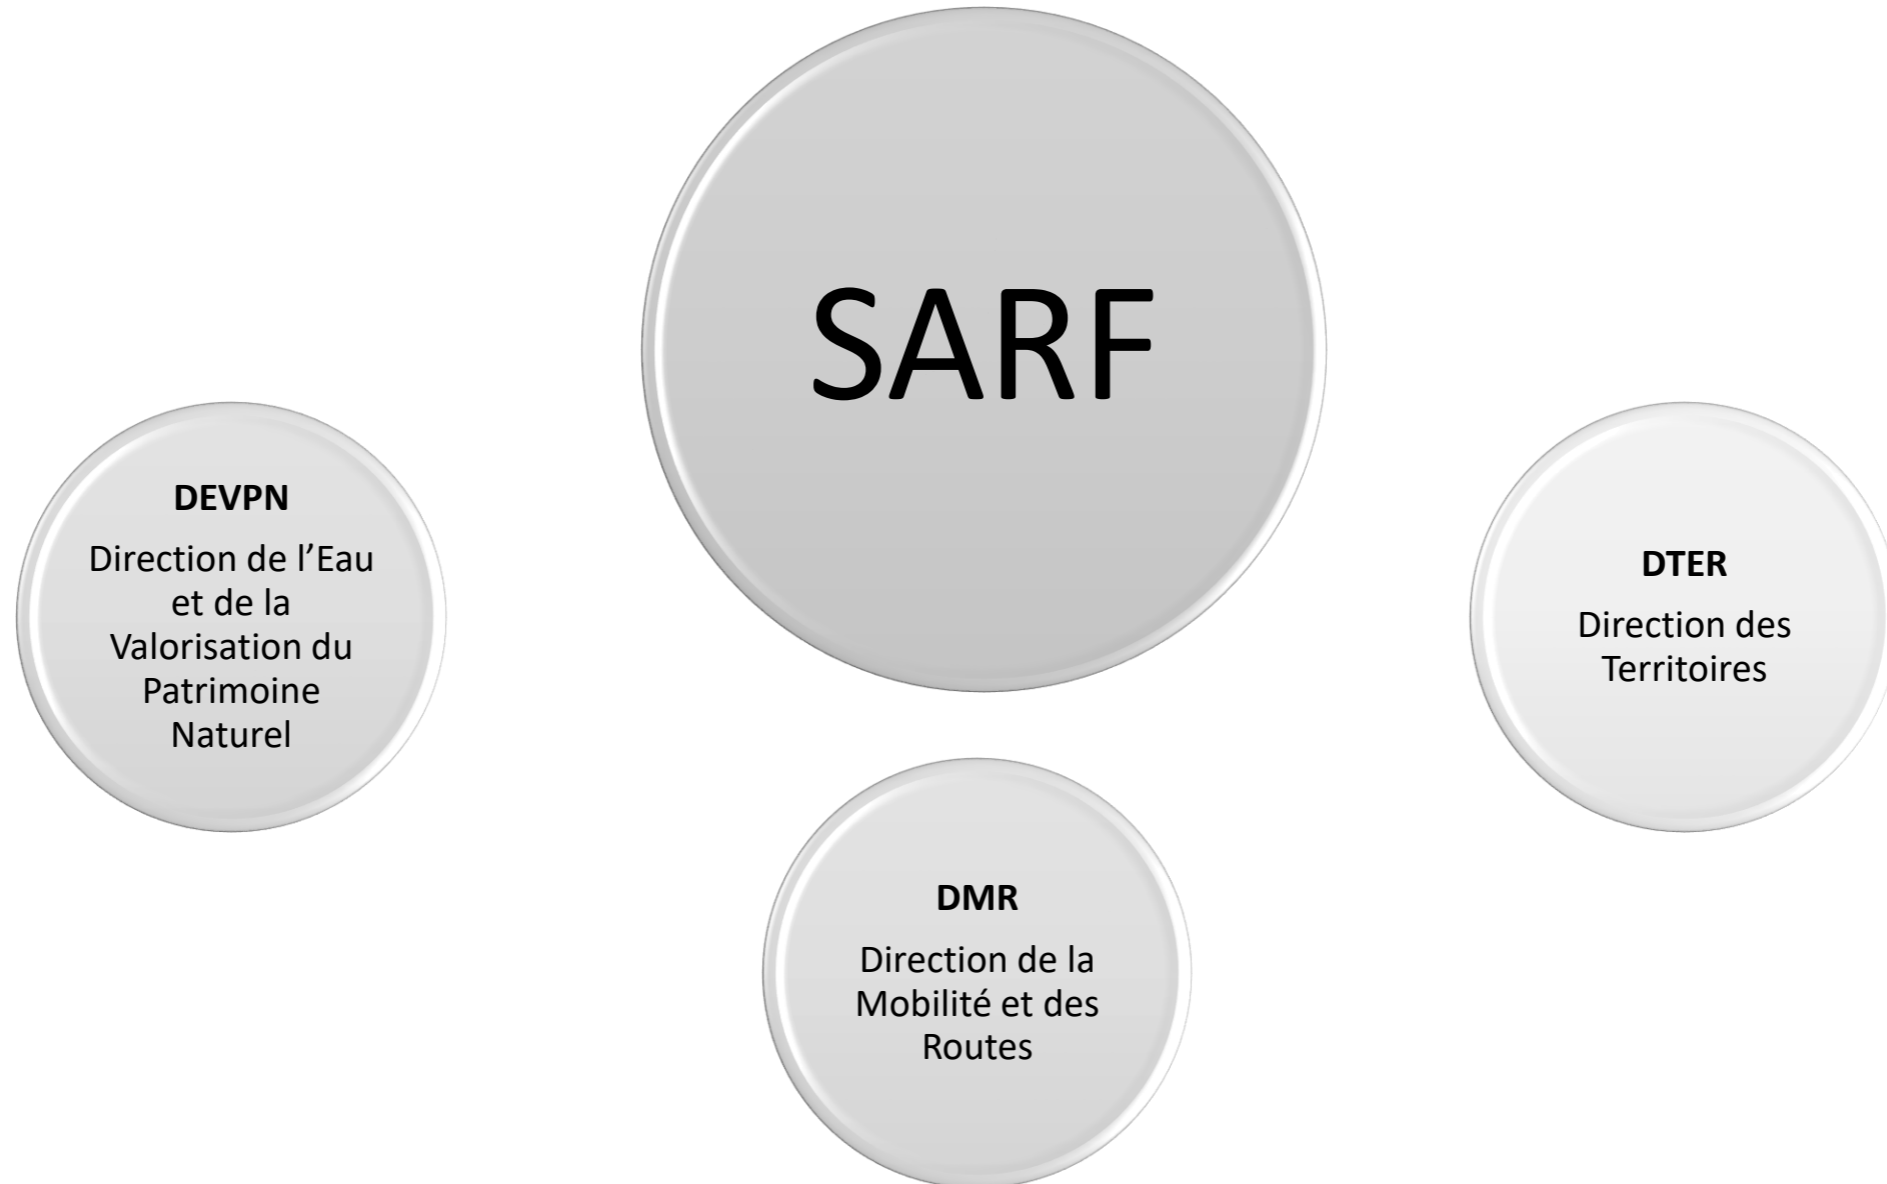 SARF
DEVPN
Direction de l’Eau
et de la
Valorisation du
Patrimoine
Naturel
DMR
Direction de la
Mobilité et des
Routes
DTER
Direction des
Territoires